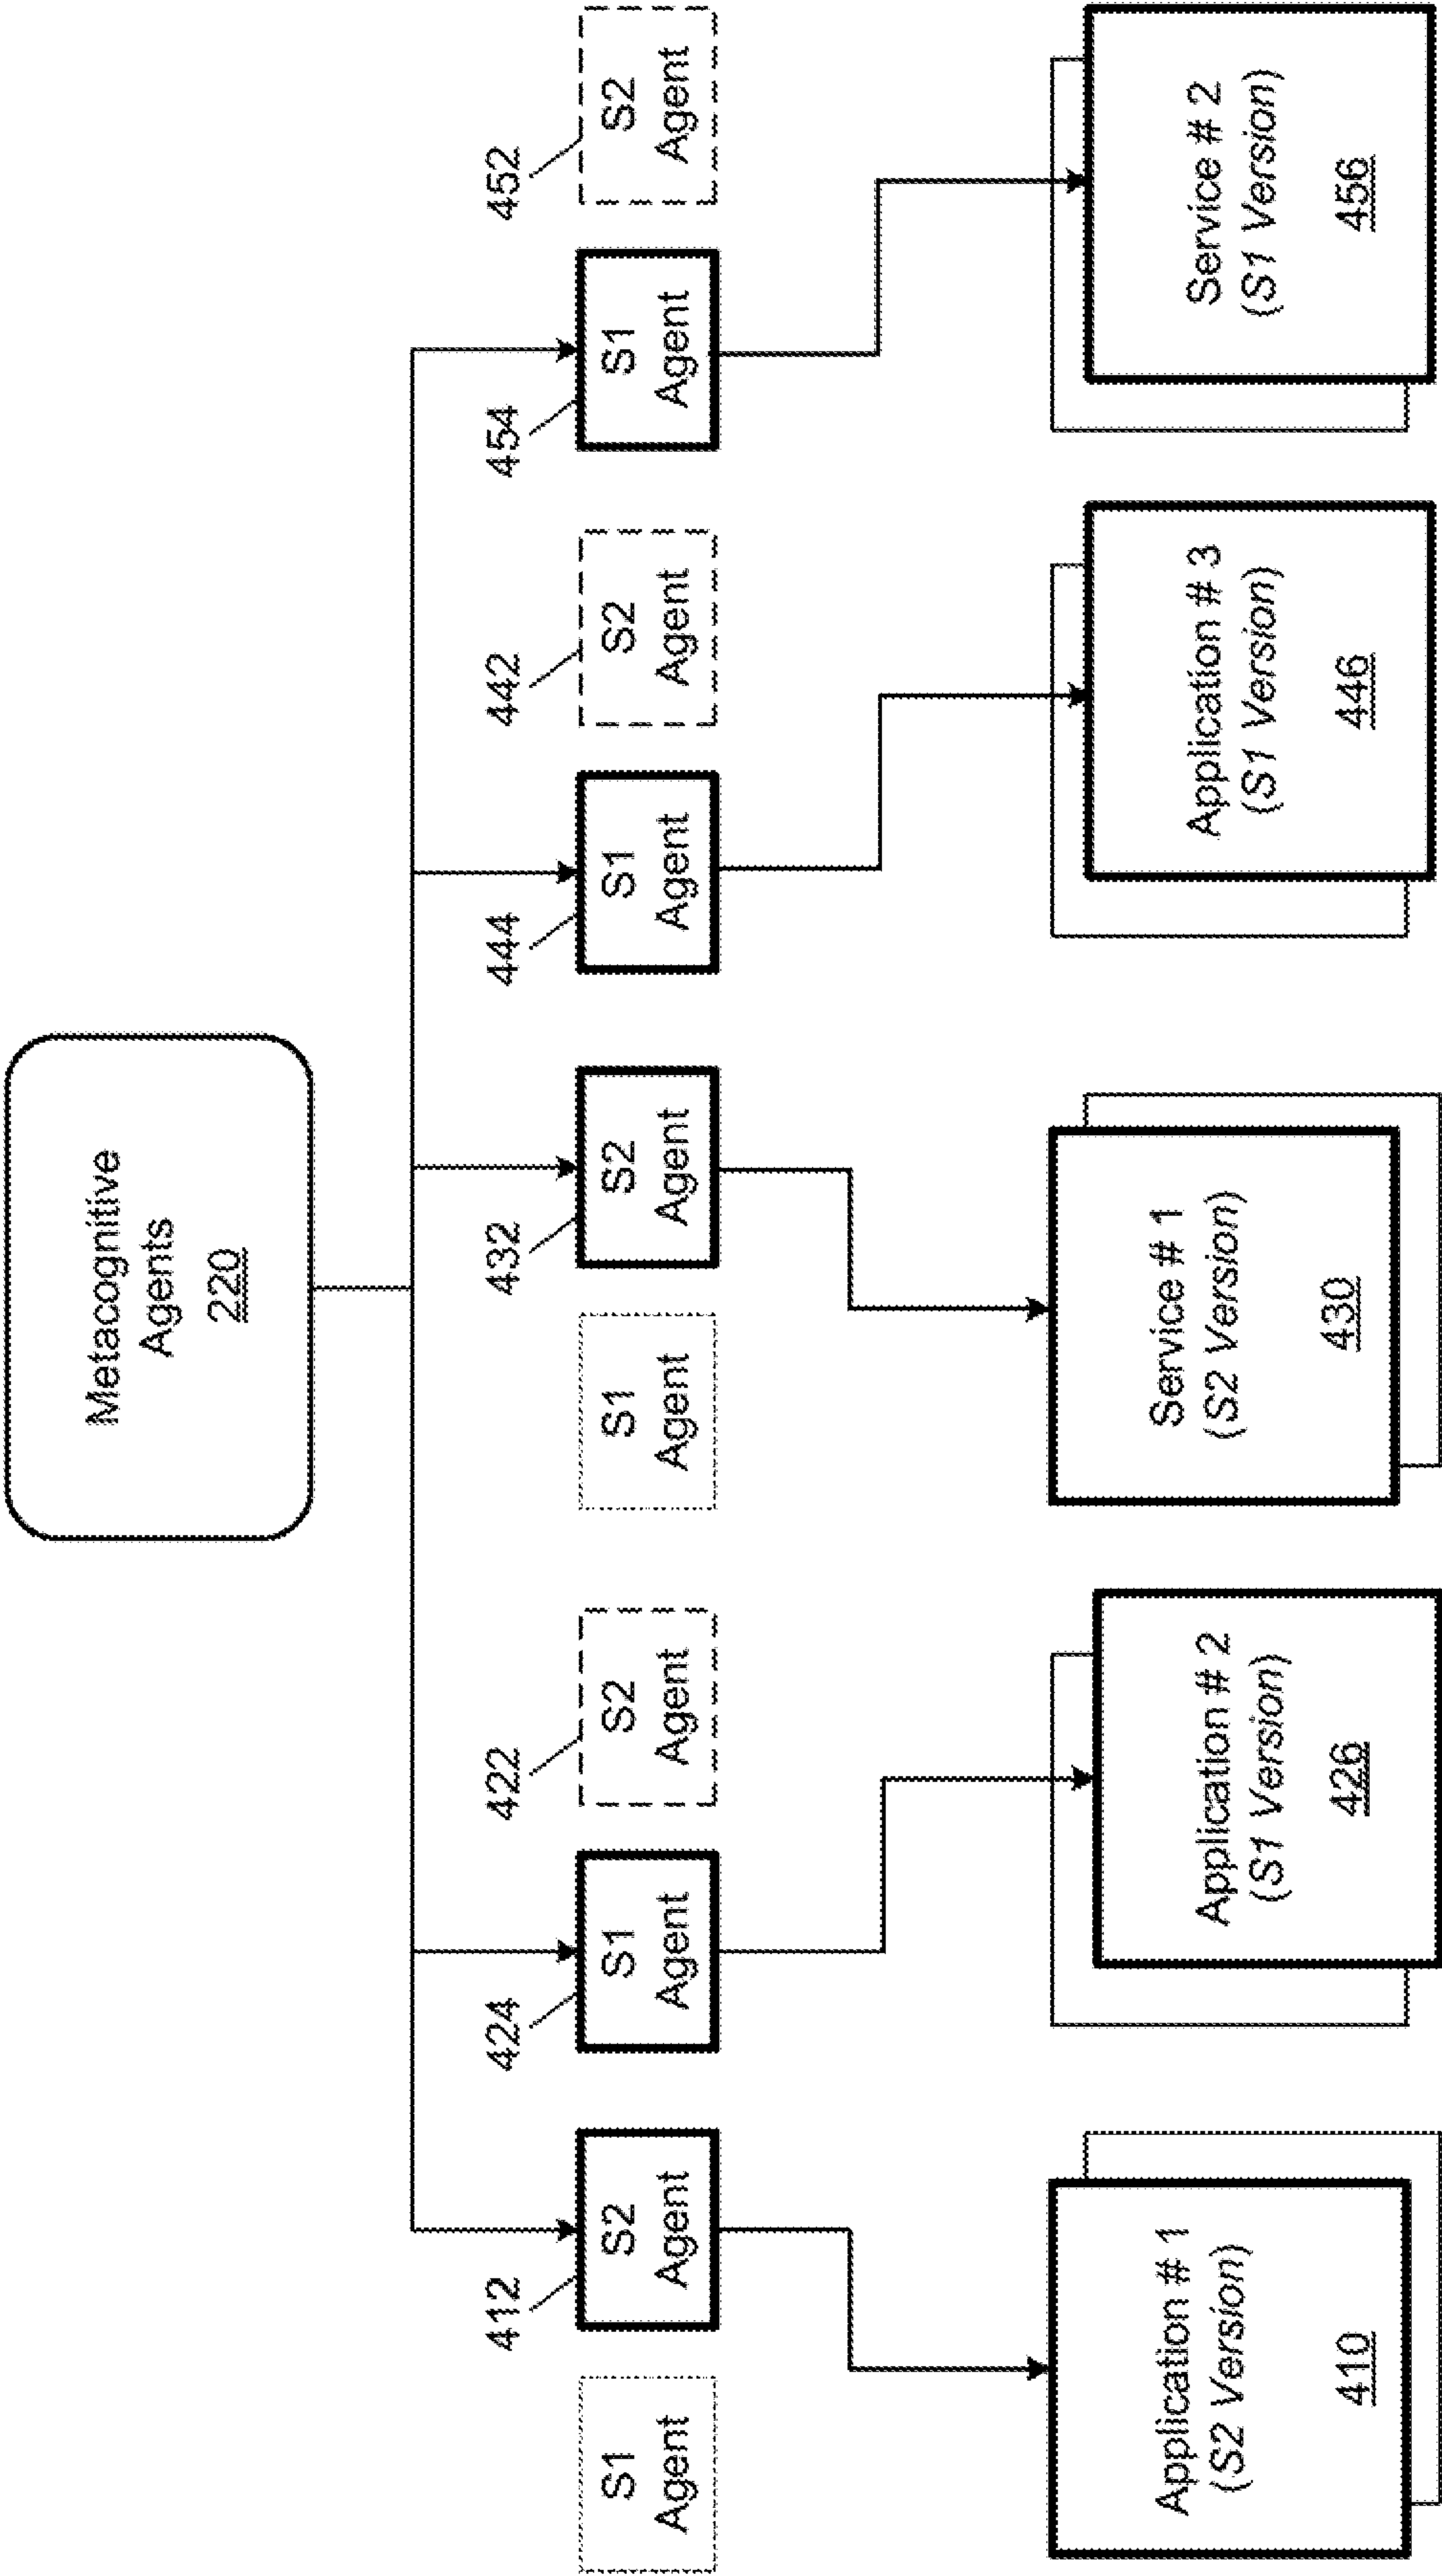 Metacognitive
Agents
220
412
424
422
432
444
442
454
452
S1
Agent
S2
Agent
S1
Agent
S2
Agent
S1
Agent
S2
Agent
S1
Agent
S2
Agent
S1
Agent
S2
Agent
Application # 1
(S2 Version)
410
Application # 2
(S1 Version)
426
Service # 1
(S2 Version)
430
Application # 3
(S1 Version)
446
Service # 2
(S1 Version)
456